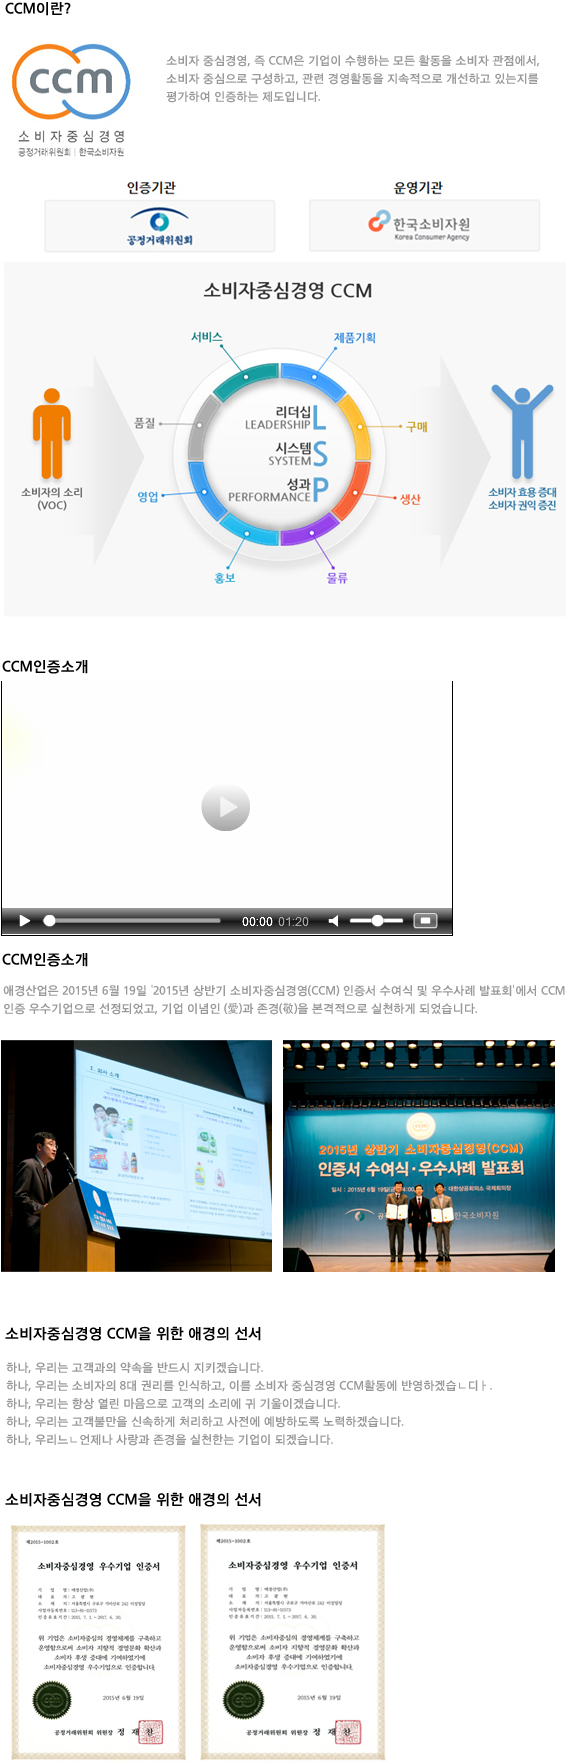 CCM이란?
ccm
소비자중심경영
공정거래위원회 | 한국소비자원
소비자 중심경영, 즉 CCM은 기업이 수행하는 모든 활동을 소비자 관점에서,
소비자 중심으로 구성하고, 관련 경영활동을 지속적으로 개선하고 있는지를
평가하여 인증하는 제도입니다.
인증기관
운영기관
공정거래위원회
한국소비자원
Korea Consumer Agency
소비자중심경영 CCM
서비스
제품기획
품질
구매
영업
생산
홍보
물류
리더십
LEADERSHIP
L
시스템
SYSTEM
S
성과
PERFORMANCE
P
소비자의 소리
(VOC)
소비자 효용 증대
소비자 권익 증진
CCM인증소개
00:00 01:20
CCM인증소개
애경산업은 2015년 6월 19일 '2015년 상반기 소비자중심경영(CCM) 인증서 수여식 및 우수사례 발표회'에서 CCM
인증 우수기업으로 선정되었고, 기업 이념인 (愛)과 존경(敬)을 본격적으로 실천하게 되었습니다.
1. 회사 소개
2015년 상반기 소비자중심경영(CCM)
인증서 수여식·우수사례 발표회
소비자중심경영 CCM을 위한 애경의 선서
하나, 우리는 고객과의 약속을 반드시 지키겠습니다.
하나, 우리는 소비자의 8대 권리를 인식하고, 이를 소비자 중심경영 CCM활동에 반영하겠습ㄴ디ㅏ.
하나, 우리는 항상 열린 마음으로 고객의 소리에 귀 기울이겠습니다.
하나, 우리는 고객불만을 신속하게 처리하고 사전에 예방하도록 노력하겠습니다.
하나, 우리느ㄴ언제나 사랑과 존경을 실천한는 기업이 되겠습니다.
소비자중심경영 CCM을 위한 애경의 선서
제2015-1002호
소비자중심경영 우수기업 인증서
위 기업은 소비자중심의 경영체계를 구축하고
운영함으로써 소비자 지향적 경영문화 확산과
소비자 후생 증대에 기여하였기에
소비자중심경영 우수기업으로 인증합니다.
2015년 6월 19일
공정거래위원회 위원장 정 재 찬
제2015-1002호
소비자중심경영 우수기업 인증서
위 기업은 소비자중심의 경영체계를 구축하고
운영함으로써 소비자 지향적 경영문화 확산과
소비자 후생 증대에 기여하였기에
소비자중심경영 우수기업으로 인증합니다.
2015년 6월 19일
공정거래위원회 위원장 정 재 찬